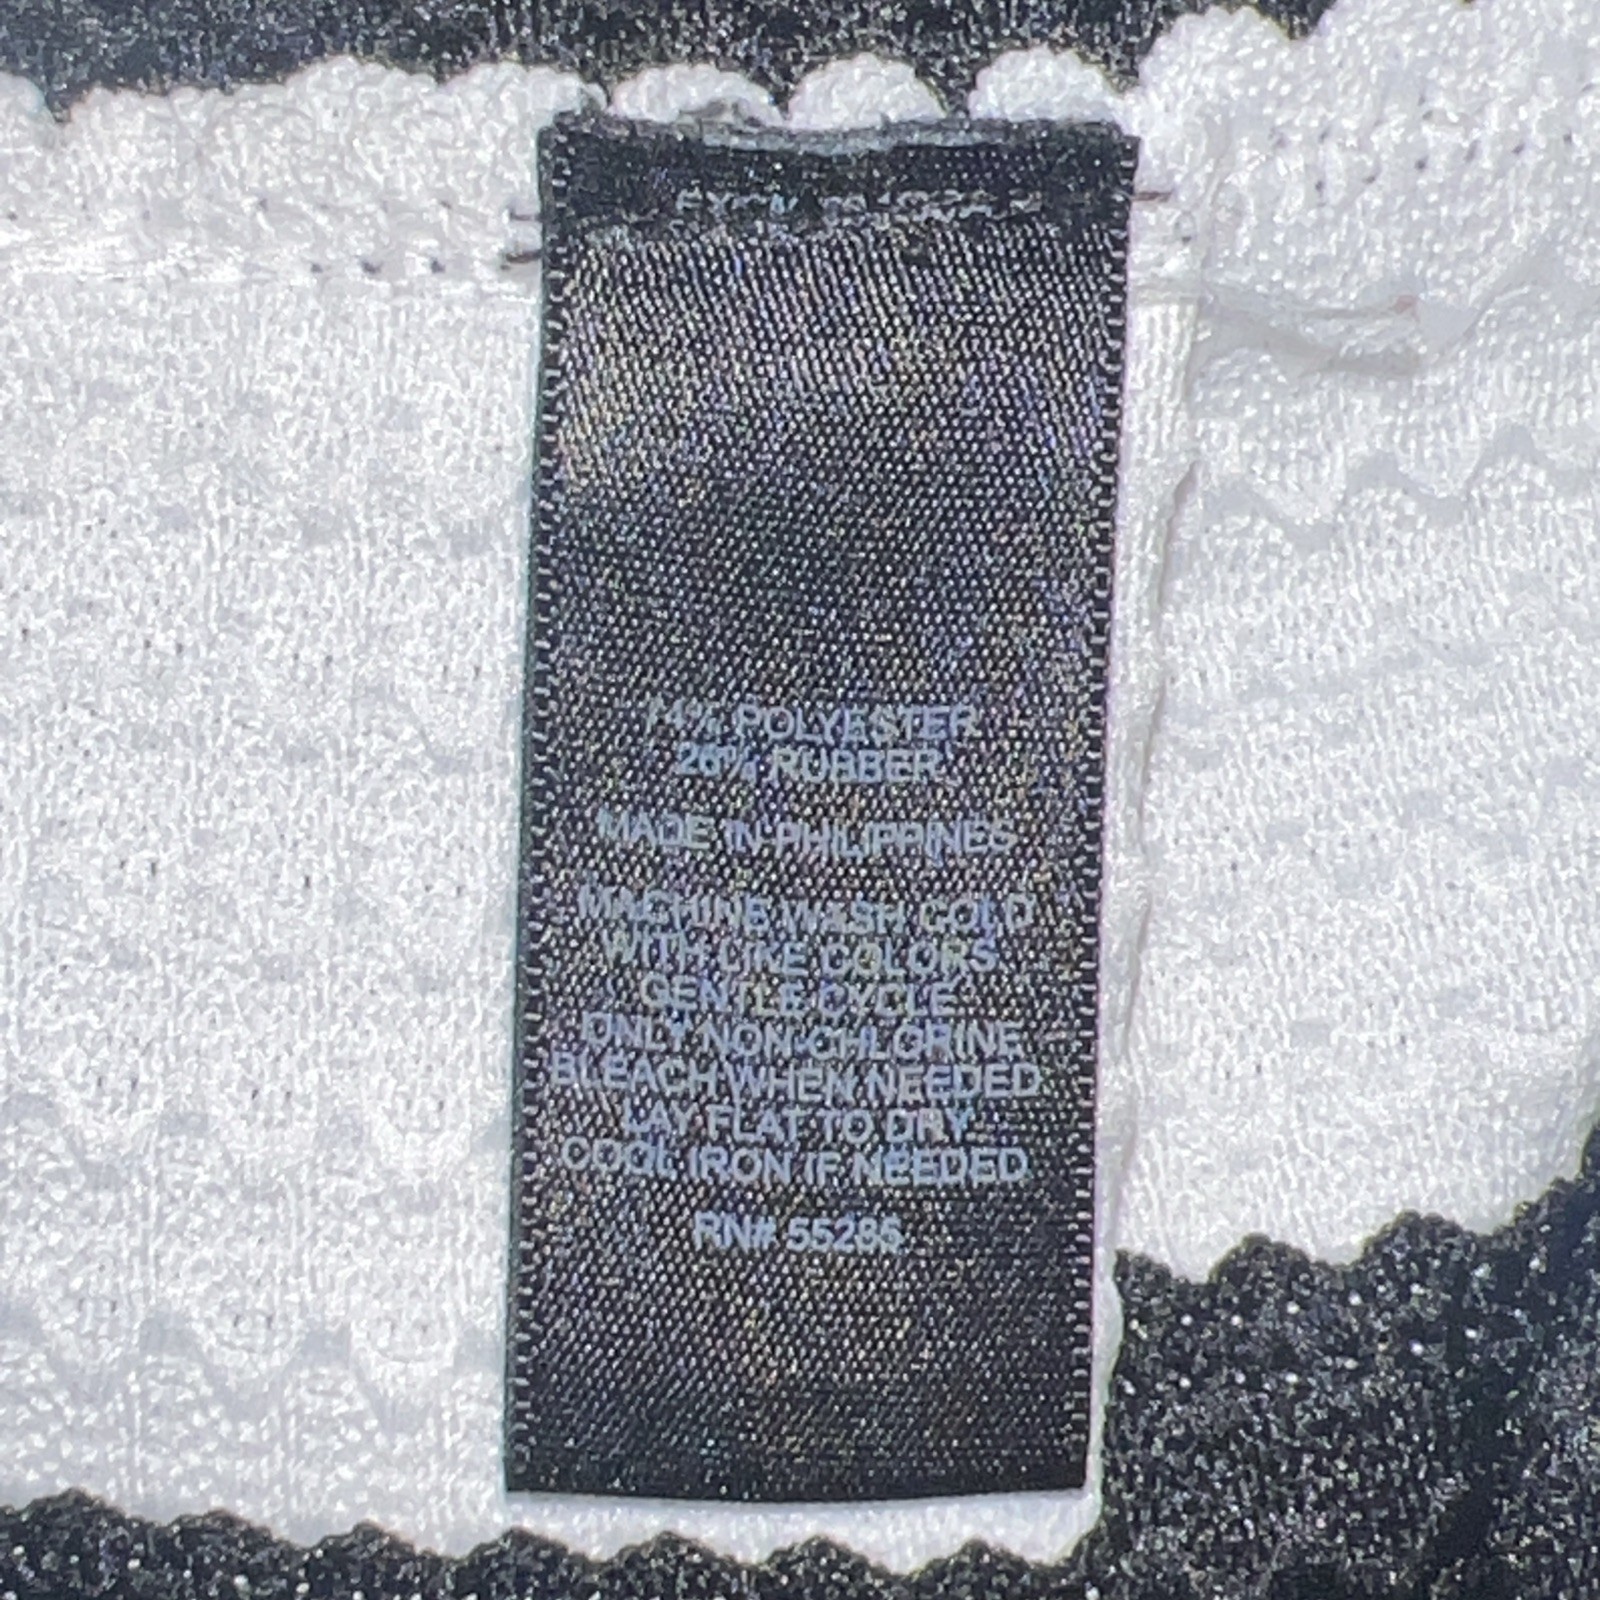 74% POLYESTER
26% RUBBER
MADE IN PHILIPPINES
MACHINE WASH COLD
WITH LIKE COLORS
GENTLE CYCLE
ONLY NON-CHLORINE
BLEACH WHEN NEEDED
LAY FLAT TO DRY
COOL IRON IF NEEDED
RN# 55285